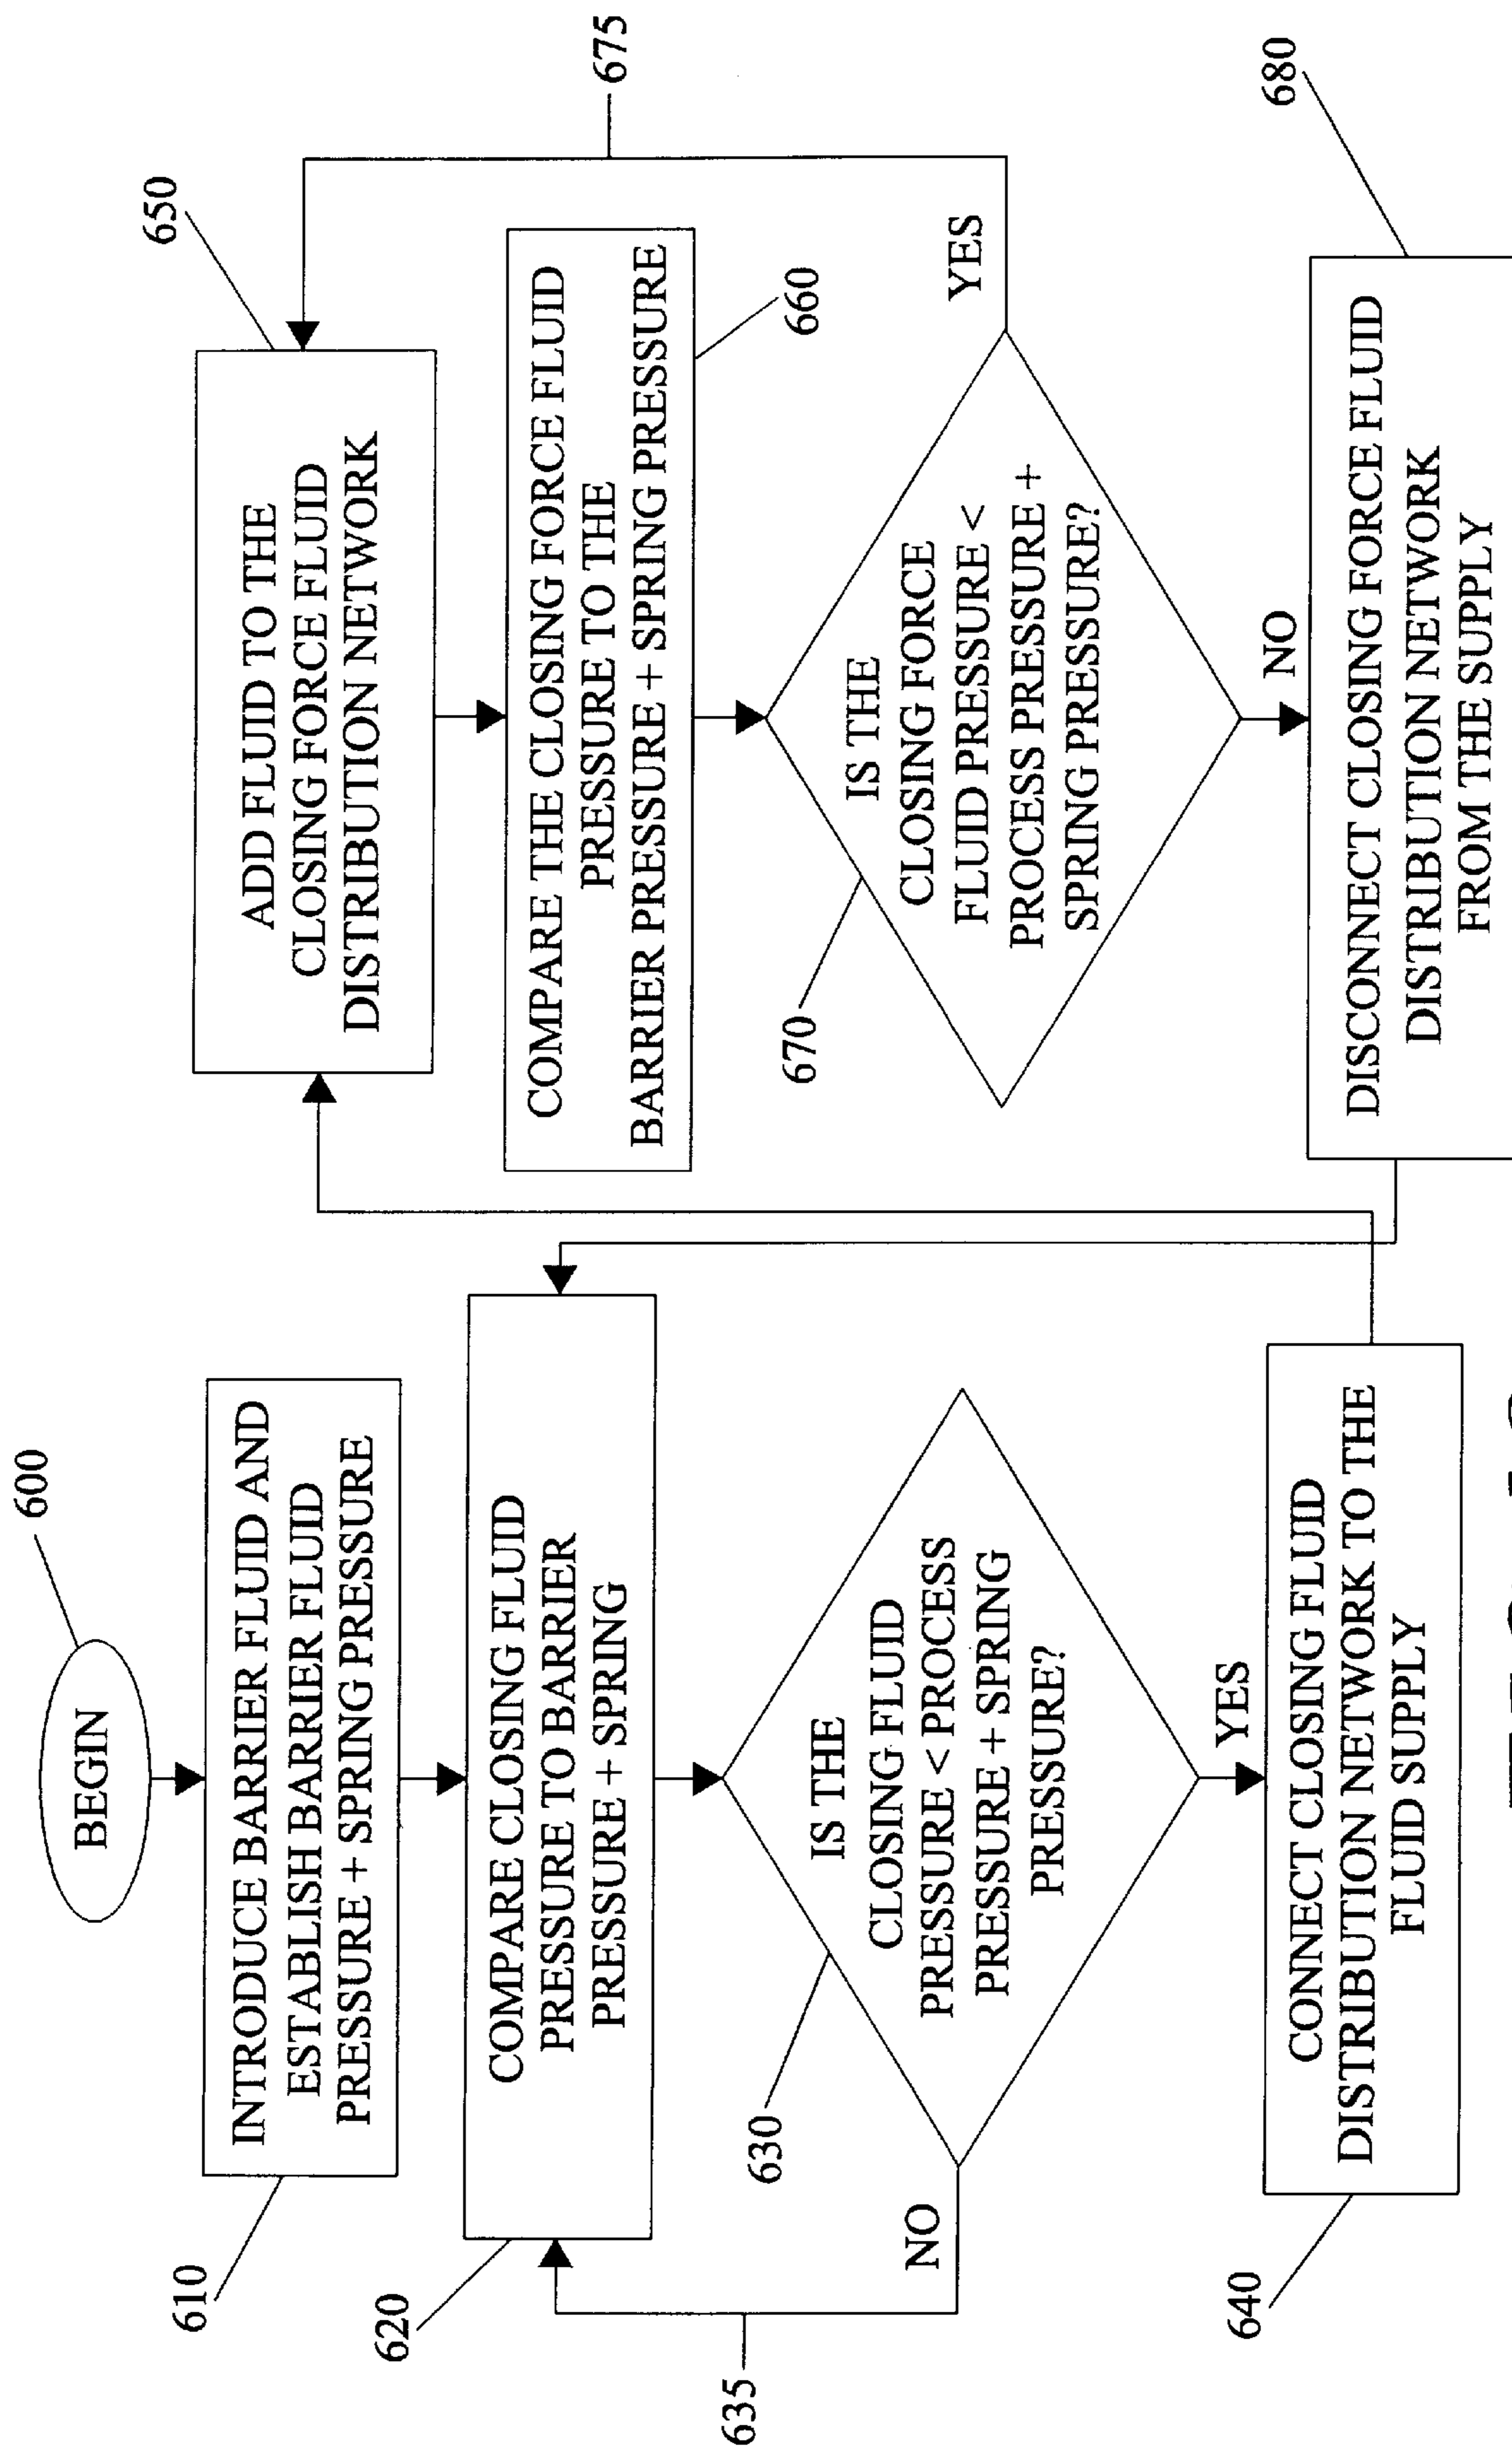 600
BEGIN
610
INTRODUCE BARRIER FLUID AND
ESTABLISH BARRIER FLUID
PRESSURE + SPRING PRESSURE
620
COMPARE CLOSING FLUID
PRESSURE TO BARRIER
PRESSURE + SPRING
630
IS THE
CLOSING FLUID
PRESSURE < PROCESS
PRESSURE + SPRING
PRESSURE?
NO
635
YES
640
CONNECT CLOSING FLUID
DISTRIBUTION NETWORK TO THE
FLUID SUPPLY
650
ADD FLUID TO THE
CLOSING FORCE FLUID
DISTRIBUTION NETWORK
660
COMPARE THE CLOSING FORCE FLUID
PRESSURE TO THE
BARRIER PRESSURE + SPRING PRESSURE
670
IS THE
CLOSING FORCE
FLUID PRESSURE <
PROCESS PRESSURE +
SPRING PRESSURE?
YES
675
NO
680
DISCONNECT CLOSING FORCE FLUID
DISTRIBUTION NETWORK
FROM THE SUPPLY